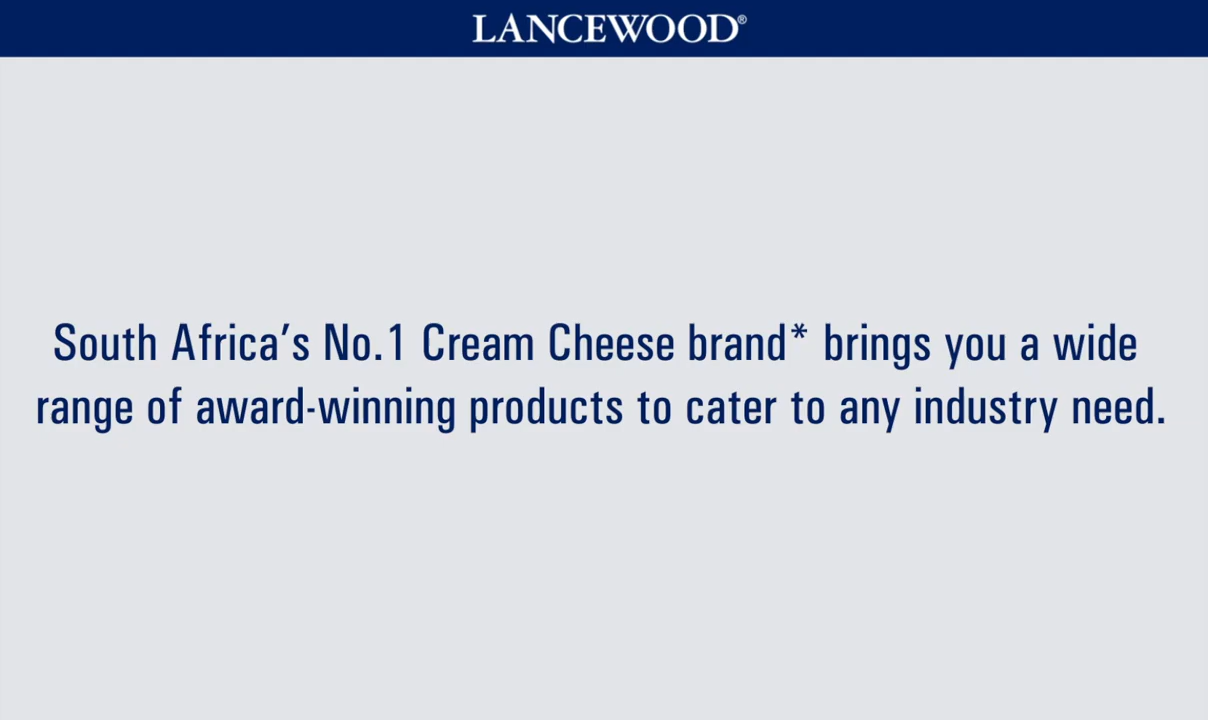 LANCEWOOD®
South Africa’s No.1 Cream Cheese brand* brings you a wide
range of award-winning products to cater to any industry need.